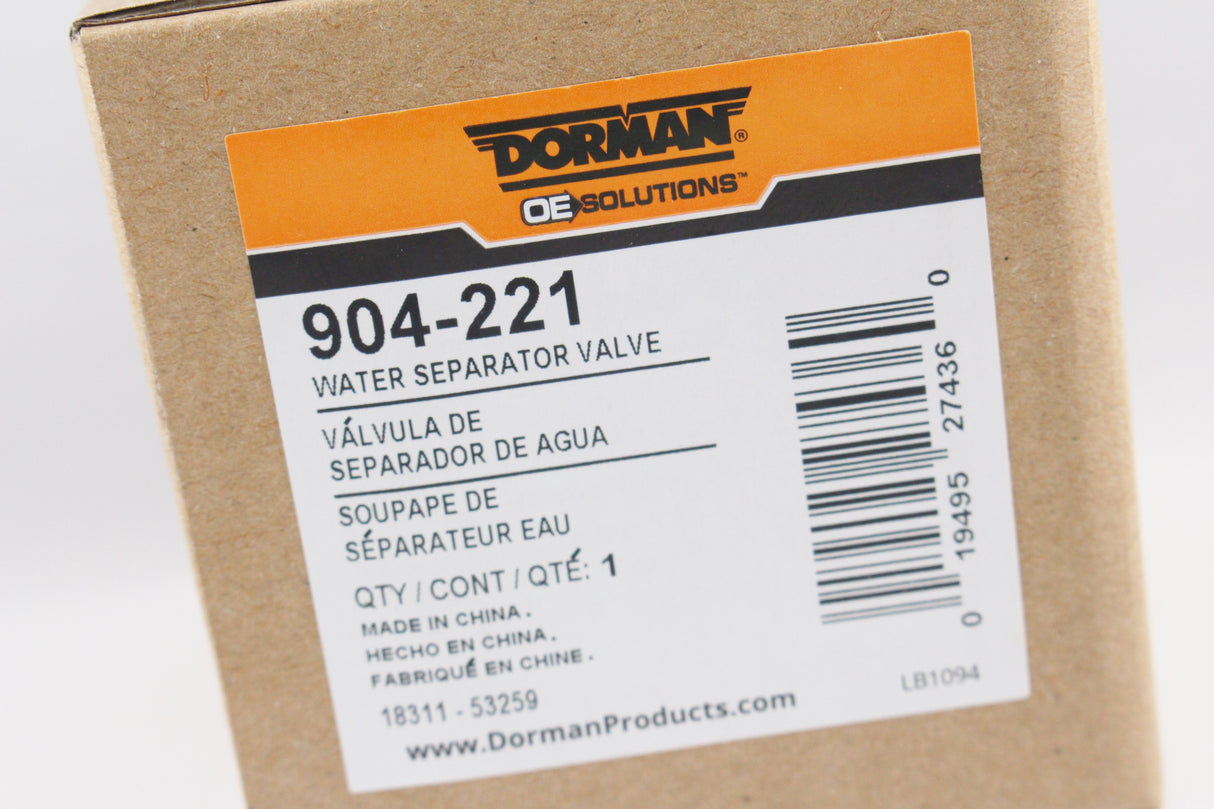 DORMAN®
OE SOLUTIONS™
904-221
WATER SEPARATOR VALVE
VÁLVULA DE
SEPARADOR DE AGUA
SOUPAPE DE
SÉPARATEUR EAU
QTY / CONT / QTÉ: 1
MADE IN CHINA.
HECHO EN CHINA.
FABRIQUÉ EN CHINE.
18311 - 53259
www.DormanProducts.com
0 19495 27436 0
LB1094